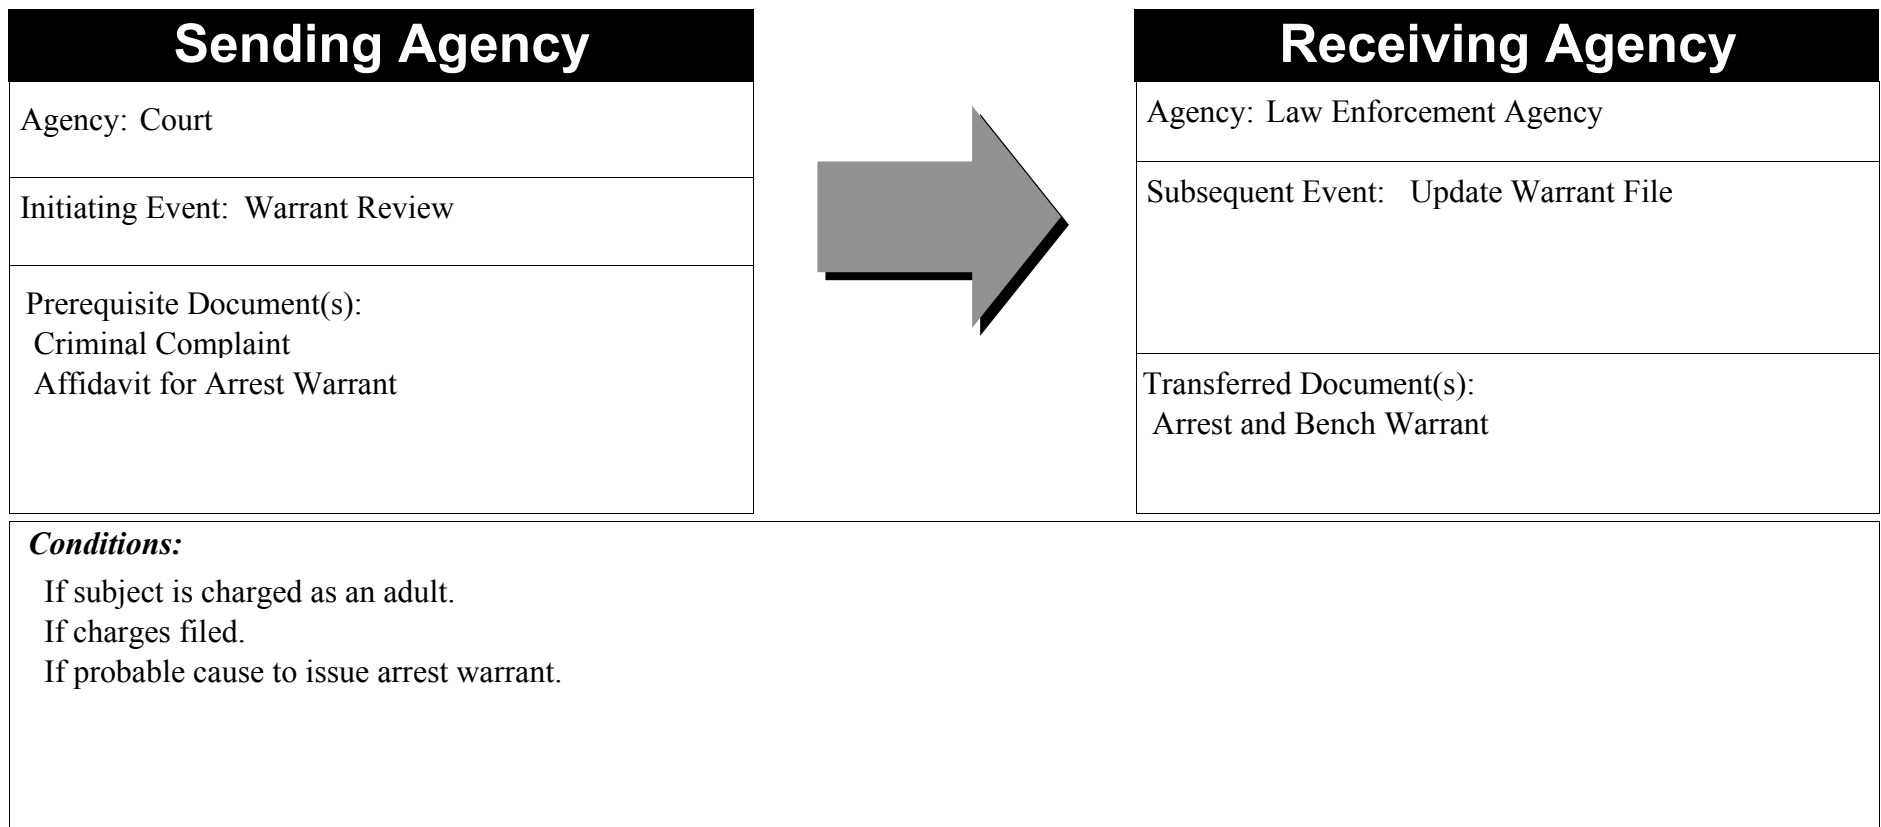 Sending Agency
Agency: Court
Initiating Event: Warrant Review
Prerequisite Document(s):
Criminal Complaint
Affidavit for Arrest Warrant
Receiving Agency
Agency: Law Enforcement Agency
Subsequent Event: Update Warrant File
Transferred Document(s):
Arrest and Bench Warrant
Conditions:
If subject is charged as an adult.
If charges filed.
If probable cause to issue arrest warrant.